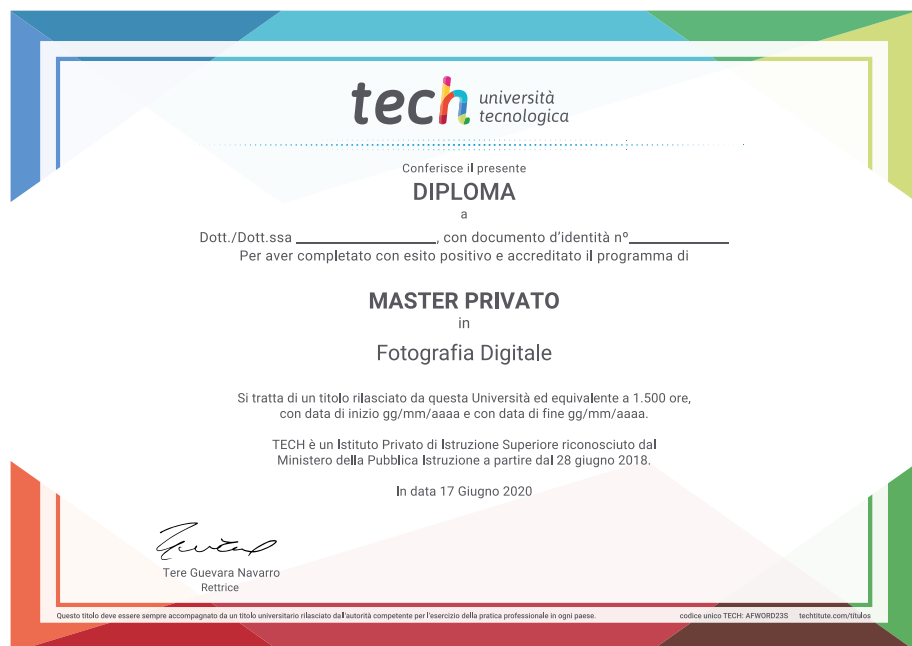 tech università
tecnologica
Conferisce il presente
DIPLOMA
a
Dott./Dott.ssa ____________________, con documento d'identità nº______________
Per aver completato con esito positivo e accreditato il programma di
MASTER PRIVATO
in
Fotografia Digitale
Si tratta di un titolo rilasciato da questa Università ed equivalente a 1.500 ore,
con data di inizio gg/mm/aaaa e con data di fine gg/mm/aaaa.
TECH è un Istituto Privato di Istruzione Superiore riconosciuto dal
Ministero della Pubblica Istruzione a partire dal 28 giugno 2018.
In data 17 Giugno 2020
Tere Guevara Navarro
Rettrice
Questo titolo deve essere sempre accompagnato da un titolo universitario rilasciato dall'autorità competente per l'esercizio della pratica professionale in ogni paese. codice unico TECH: AFWORD23S techtitute.com/títulos